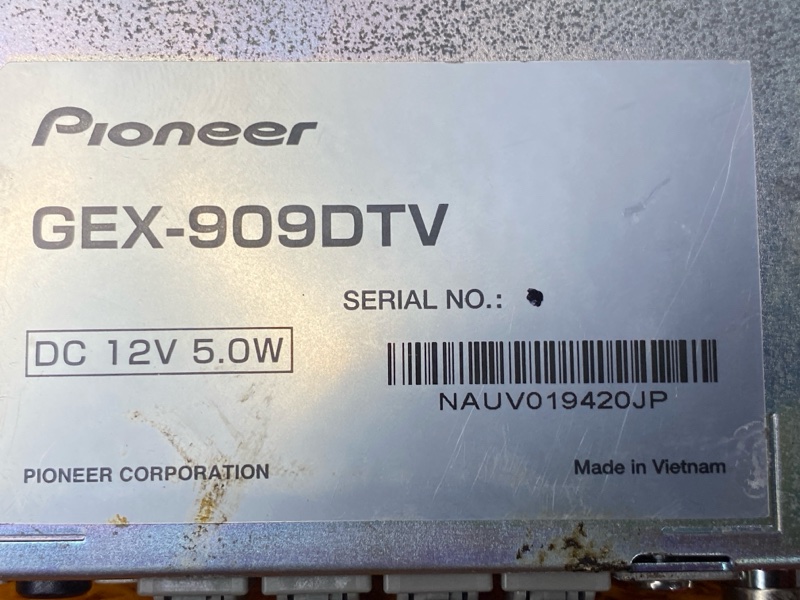 Pioneer
GEX-909DTV
SERIAL NO.:
DC 12V 5.0W
NAUV019420JP
PIONEER CORPORATION
Made in Vietnam